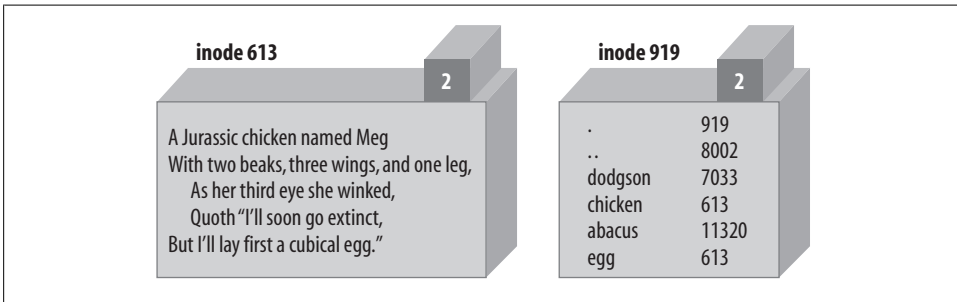 inode 613
2
A Jurassic chicken named Meg
With two beaks, three wings, and one leg,
As her third eye she winked,
Quoth “I’ll soon go extinct,
But I’ll lay first a cubical egg.”
inode 919
2
. 919
.. 8002
dodgson 7033
chicken 613
abacus 11320
egg 613